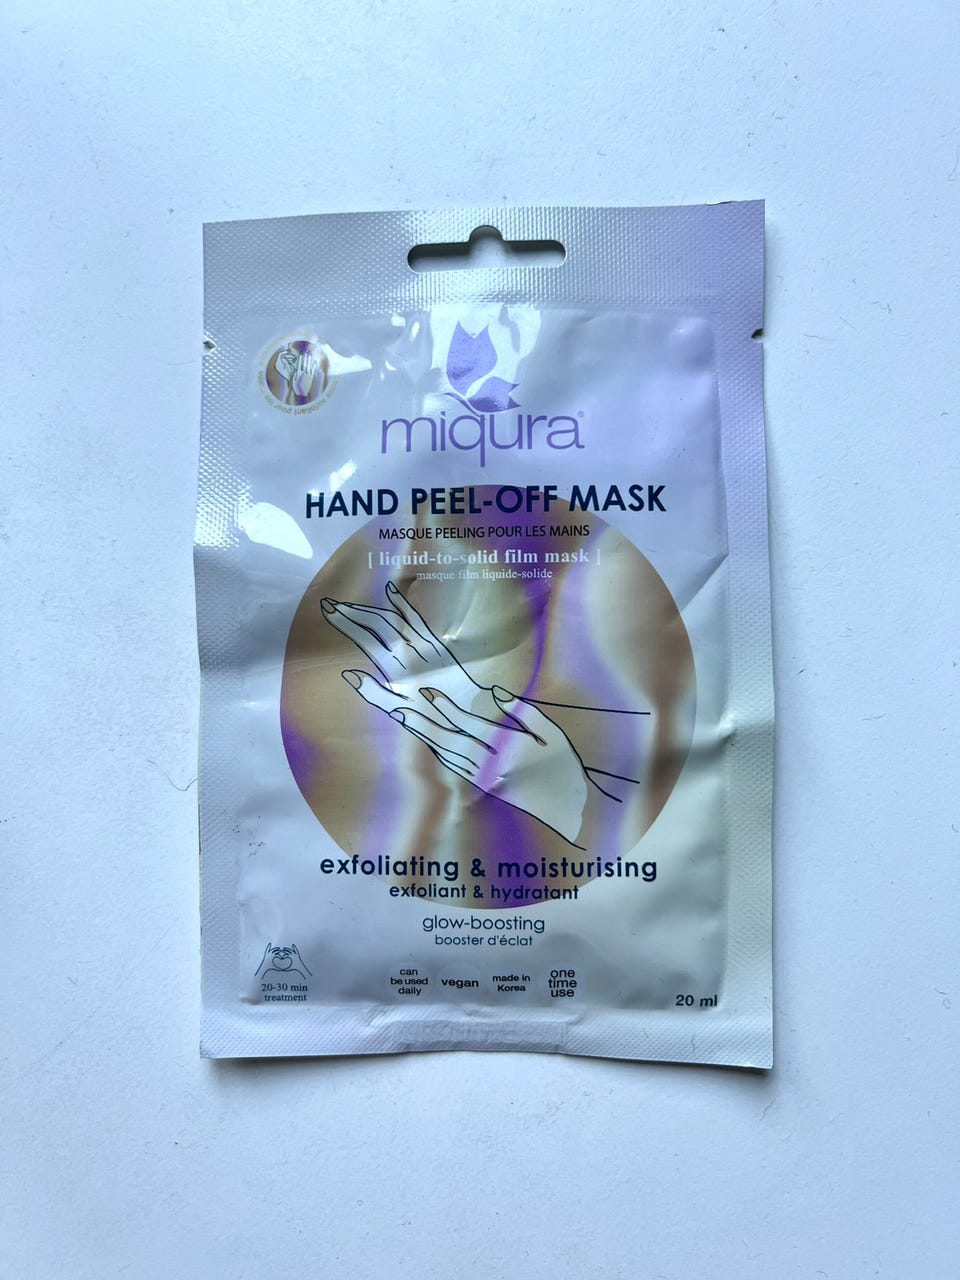 miqura®
HAND PEEL-OFF MASK
MASQUE PEELING POUR LES MAINS
[ liquid-to-solid film mask ]
masque film liquide-solide
exfoliating & moisturising
exfoliant & hydratant
glow-boosting
booster d'éclat
20-30 min
treatment
can
be used
daily
vegan
made in
Korea
one
time
use
20 ml